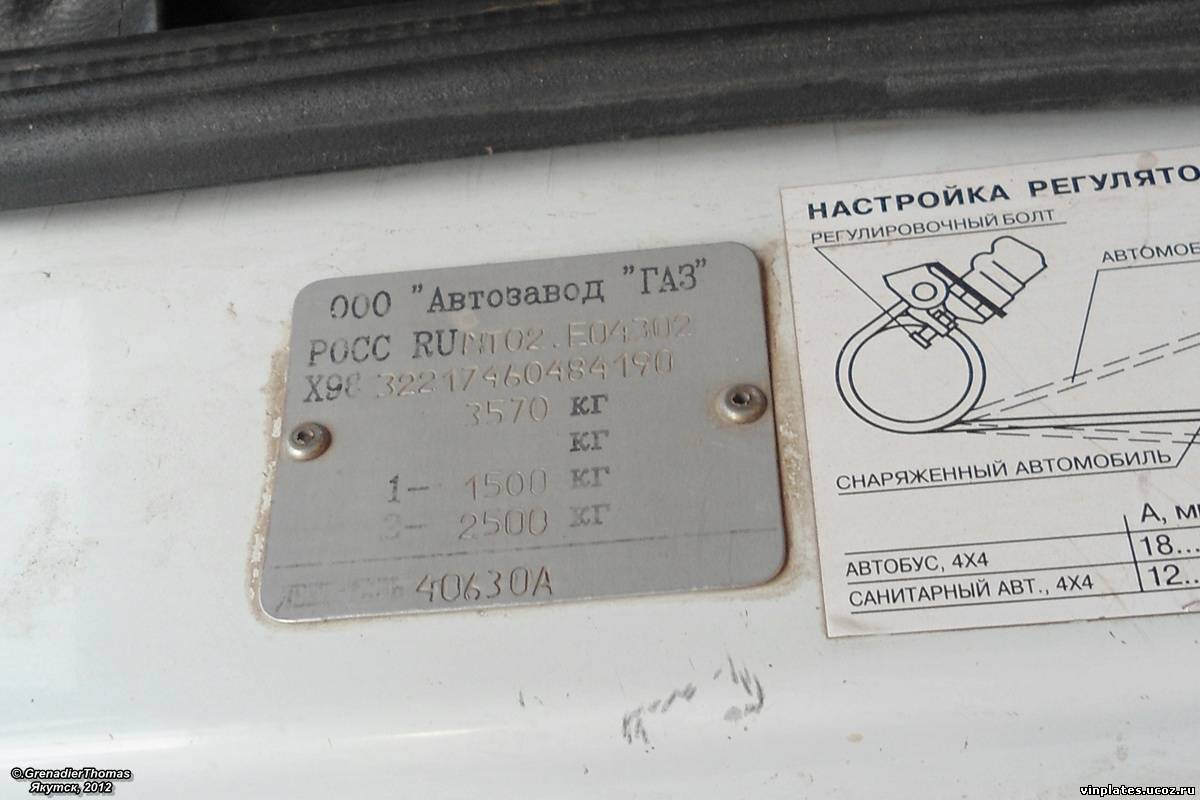 ООО "Автозавод "ГАЗ"
РОСС RU МТ02.Е04302
X96 32217460484190
3570 кг
кг
1- 1500 кг
2- 2500 кг
40630А
НАСТРОЙКА РЕГУЛЯТО
РЕГУЛИРОВОЧНЫЙ БОЛТ
АВТОМОБ
СНАРЯЖЕННЫЙ АВТОМОБИЛЬ
А, м
АВТОБУС, 4Х4 18...
САНИТАРНЫЙ АВТ., 4Х4 12...
© GrenadierThomas
Якутск, 2012
vinplates.ucoz.ru